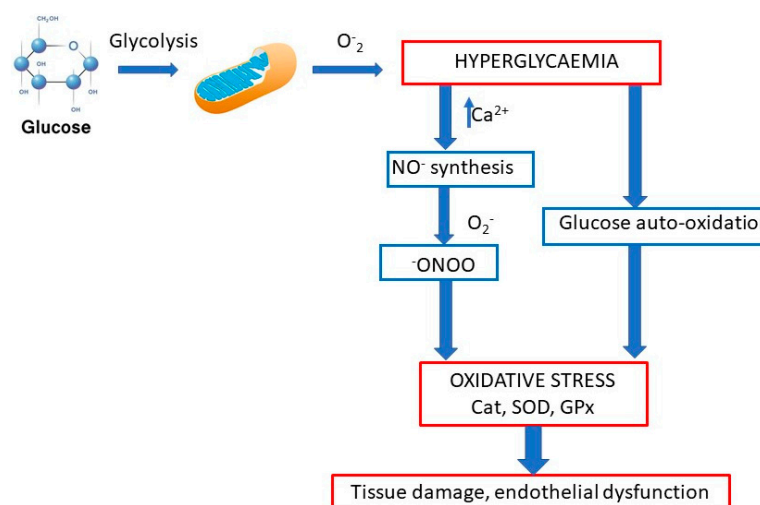 CH₂OH
Glycolysis
O⁻₂
HYPERGLYCAEMIA
O
OH
OH
OH
OH
Glucose
Ca²⁺
NO⁻ synthesis
O₂⁻
Glucose auto-oxidatio
⁻ONOO
OXIDATIVE STRESS
Cat, SOD, GPx
Tissue damage, endothelial dysfunction